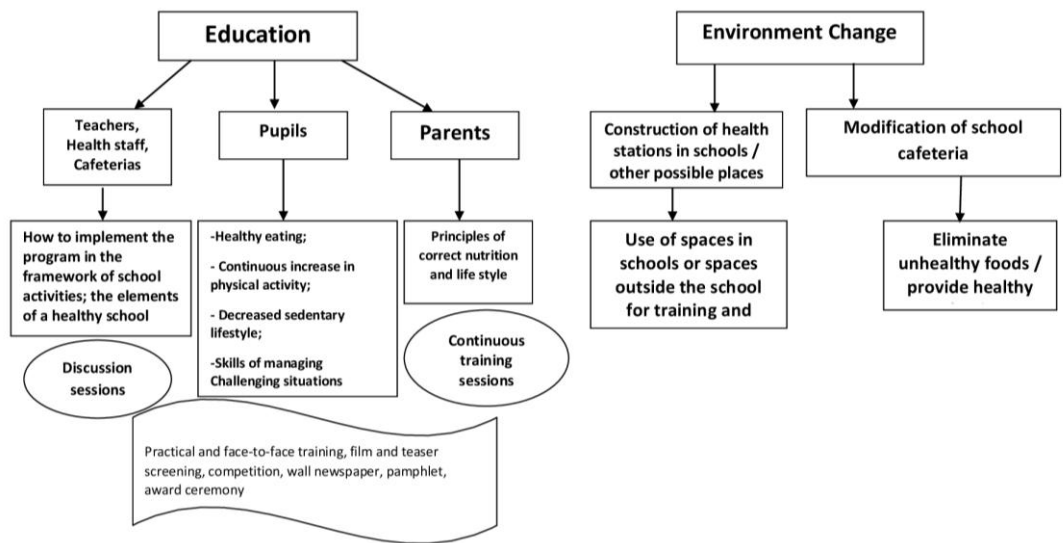 Education
Teachers,
Health staff,
Cafeterias
Pupils
Parents
How to implement the
program in the
framework of school
activities; the elements
of a healthy school
-Healthy eating;
- Continuous increase in
physical activity;
- Decreased sedentary
lifestyle;
-Skills of managing
Challenging situations
Principles of
correct nutrition
and life style
Discussion
sessions
Continuous
training
sessions
Practical and face-to-face training, film and teaser
screening, competition, wall newspaper, pamphlet,
award ceremony
Environment Change
Construction of health
stations in schools /
other possible places
Modification of school
cafeteria
Use of spaces in
schools or spaces
outside the school
for training and
Eliminate
unhealthy foods /
provide healthy